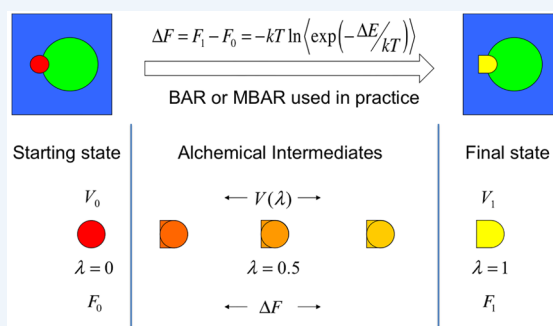 ΔF = F₁ − F₀ = −kT ln⟨exp(−ΔE/kT)⟩
BAR or MBAR used in practice
Starting state
Alchemical Intermediates
Final state
V₀
V(λ)
V₁
λ = 0
λ = 0.5
λ = 1
F₀
ΔF
F₁